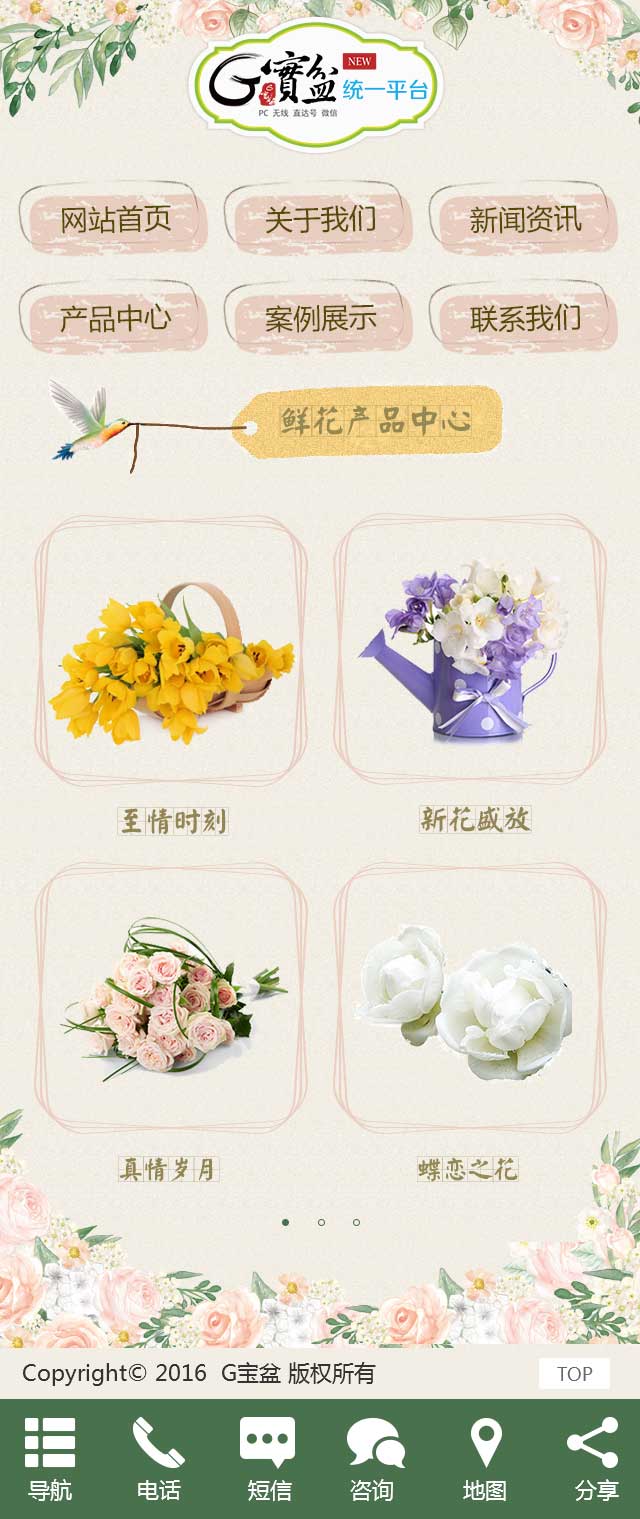 G寶盆 NEW
统一平台
PC 无线 直达号 微信
网站首页 关于我们 新闻资讯
产品中心 案例展示 联系我们
鲜花产品中心
至情时刻 新花盛放
真情岁月 蝶恋之花
Copyright© 2016 G宝盆 版权所有 TOP
导航 电话 短信 咨询 地图 分享